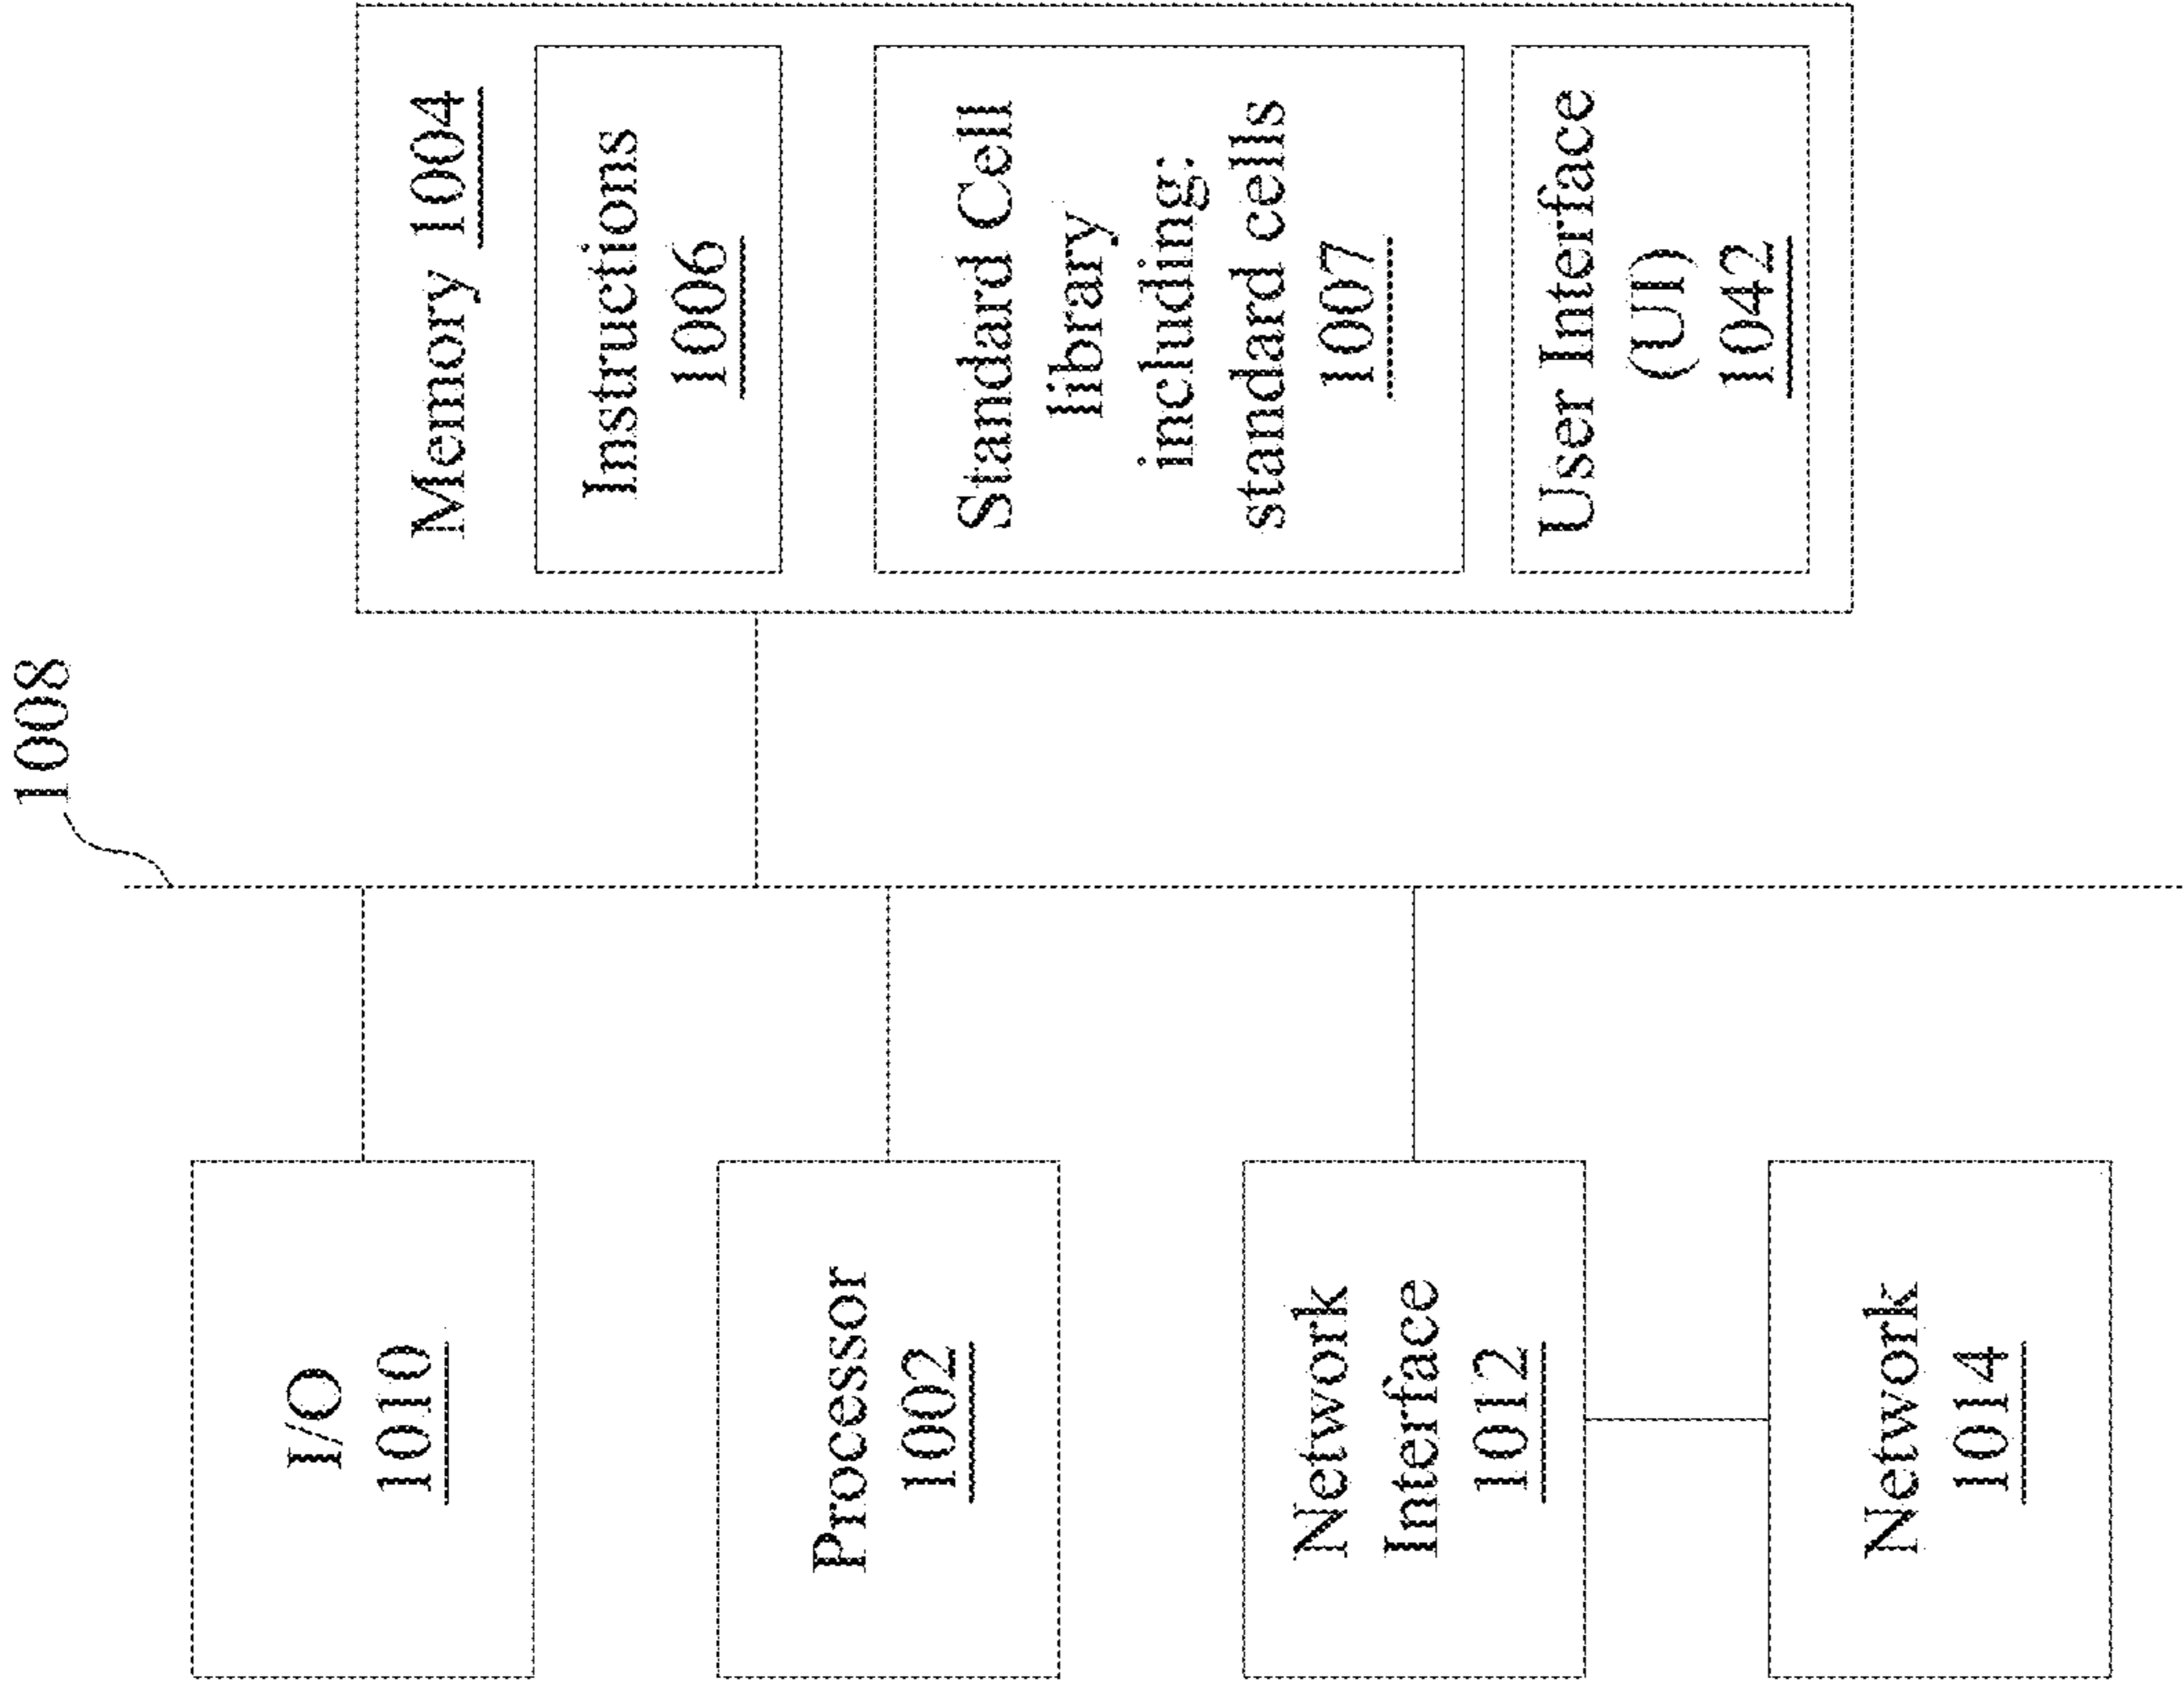 1008
Memory 1004
Instructions
1006
Standard Cell
library
including:
standard cells
1007
User Interface
(UI)
1042
I/O
1010
Processor
1002
Network
Interface
1012
Network
1014